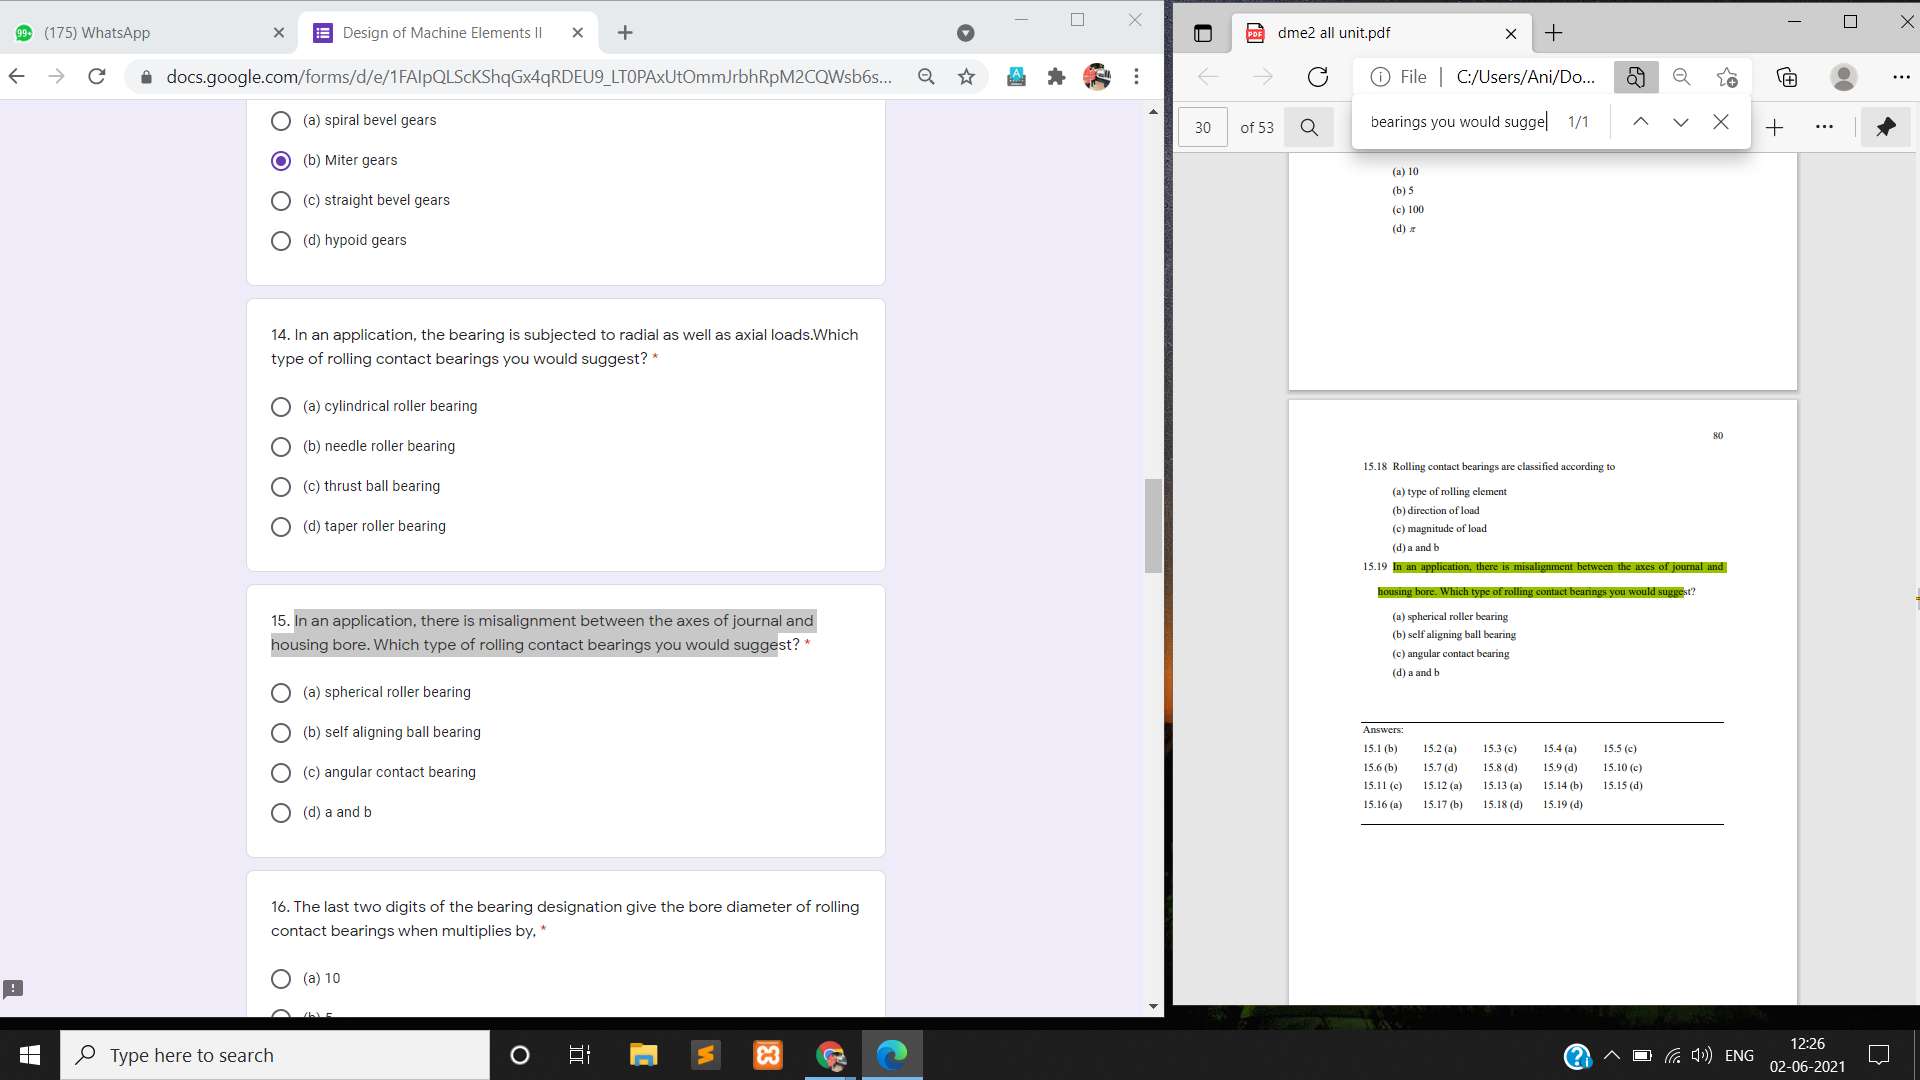 (175) WhatsApp
Design of Machine Elements II
docs.google.com/forms/d/e/1FAIpQLScKShqGx4qRDEU9_LT0PAxUtOmmJrbhRpM2CQWsb6s...
(a) spiral bevel gears
(b) Miter gears
(c) straight bevel gears
(d) hypoid gears
14. In an application, the bearing is subjected to radial as well as axial loads.Which
type of rolling contact bearings you would suggest? *
(a) cylindrical roller bearing
(b) needle roller bearing
(c) thrust ball bearing
(d) taper roller bearing
15. In an application, there is misalignment between the axes of journal and
housing bore. Which type of rolling contact bearings you would suggest? *
(a) spherical roller bearing
(b) self aligning ball bearing
(c) angular contact bearing
(d) a and b
16. The last two digits of the bearing designation give the bore diameter of rolling
contact bearings when multiplies by, *
(a) 10
(b) 5
dme2 all unit.pdf
File
C:/Users/Ani/Do...
30 of 53
bearings you would sugge 1/1
(a) 10
(b) 5
(c) 100
(d) π
80
15.18 Rolling contact bearings are classified according to
(a) type of rolling element
(b) direction of load
(c) magnitude of load
(d) a and b
15.19 In an application, there is misalignment between the axes of journal and
housing bore. Which type of rolling contact bearings you would suggest?
(a) spherical roller bearing
(b) self aligning ball bearing
(c) angular contact bearing
(d) a and b
Answers:
15.1 (b) 15.2 (a) 15.3 (c) 15.4 (a) 15.5 (c)
15.6 (b) 15.7 (d) 15.8 (d) 15.9 (d) 15.10 (c)
15.11 (c) 15.12 (a) 15.13 (a) 15.14 (b) 15.15 (d)
15.16 (a) 15.17 (b) 15.18 (d) 15.19 (d)
Type here to search
ENG
12:26
02-06-2021